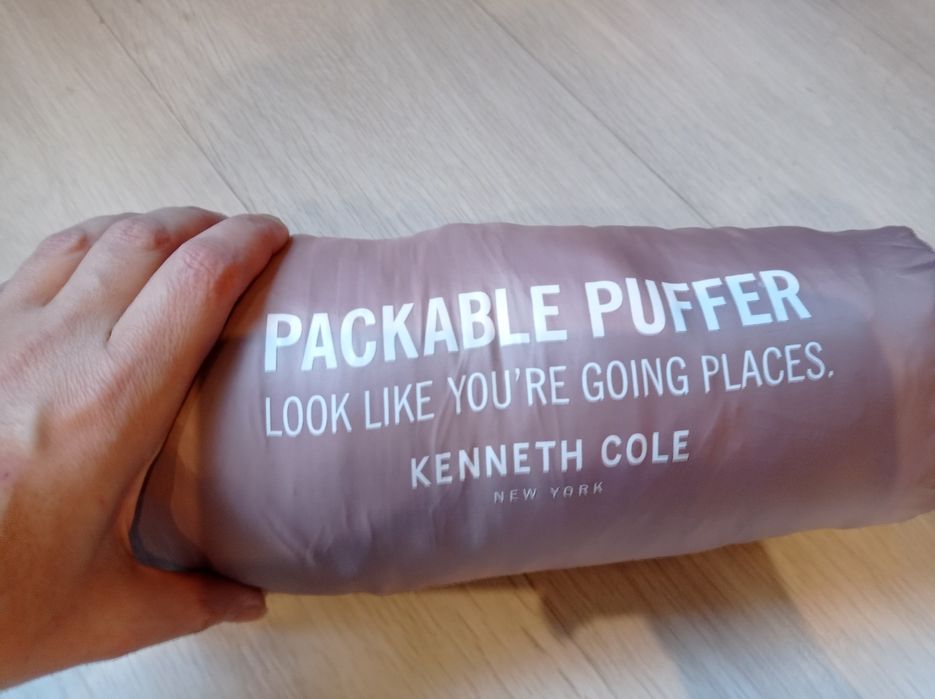 PACKABLE PUFFER
LOOK LIKE YOU'RE GOING PLACES.
KENNETH COLE
NEW YORK